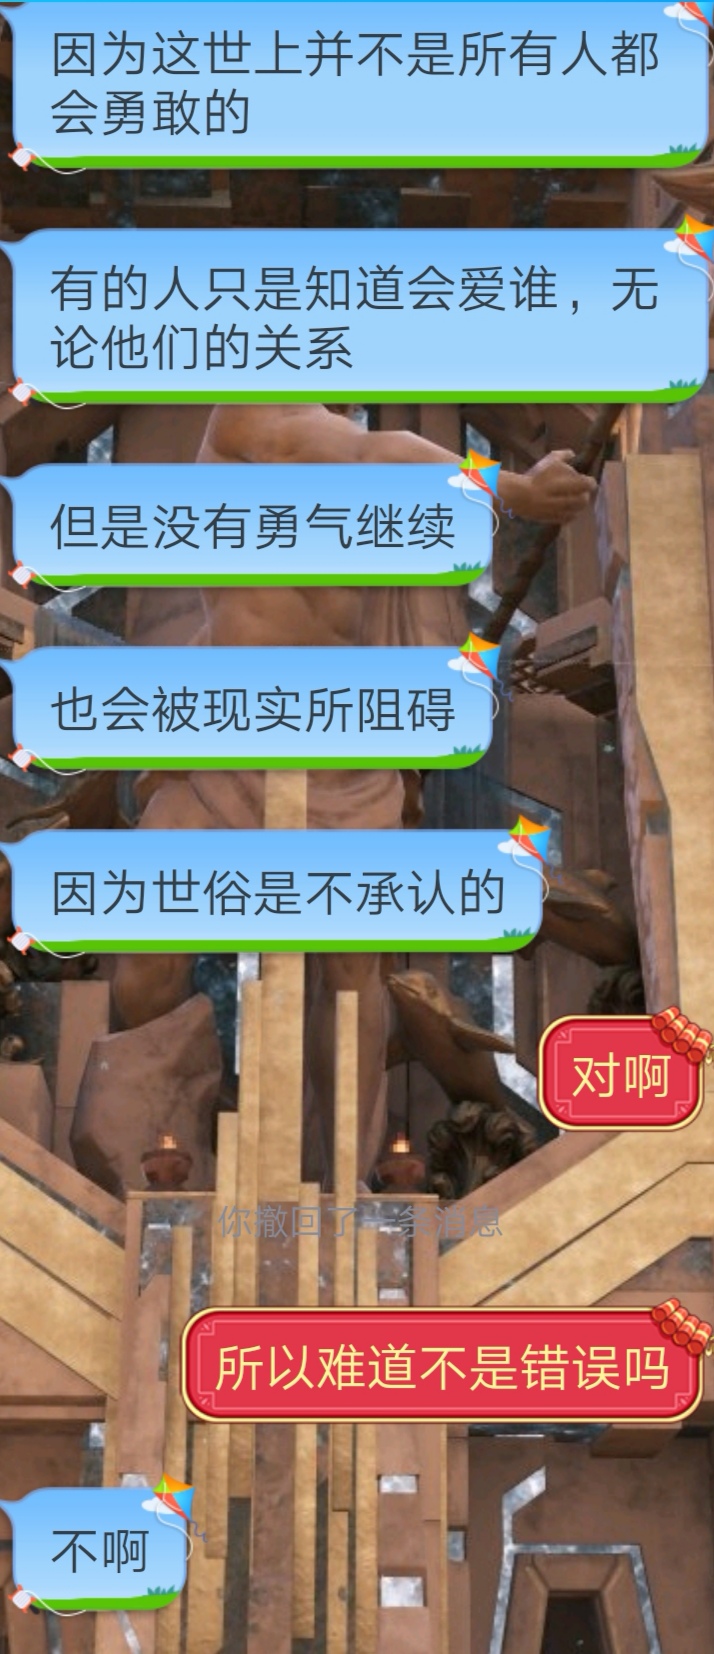 因为这世上并不是所有人都
会勇敢的
有的人只是知道会爱谁，无
论他们的关系
但是没有勇气继续
也会被现实所阻碍
因为世俗是不承认的
对啊
你撤回了一条消息
所以难道不是错误吗
不啊